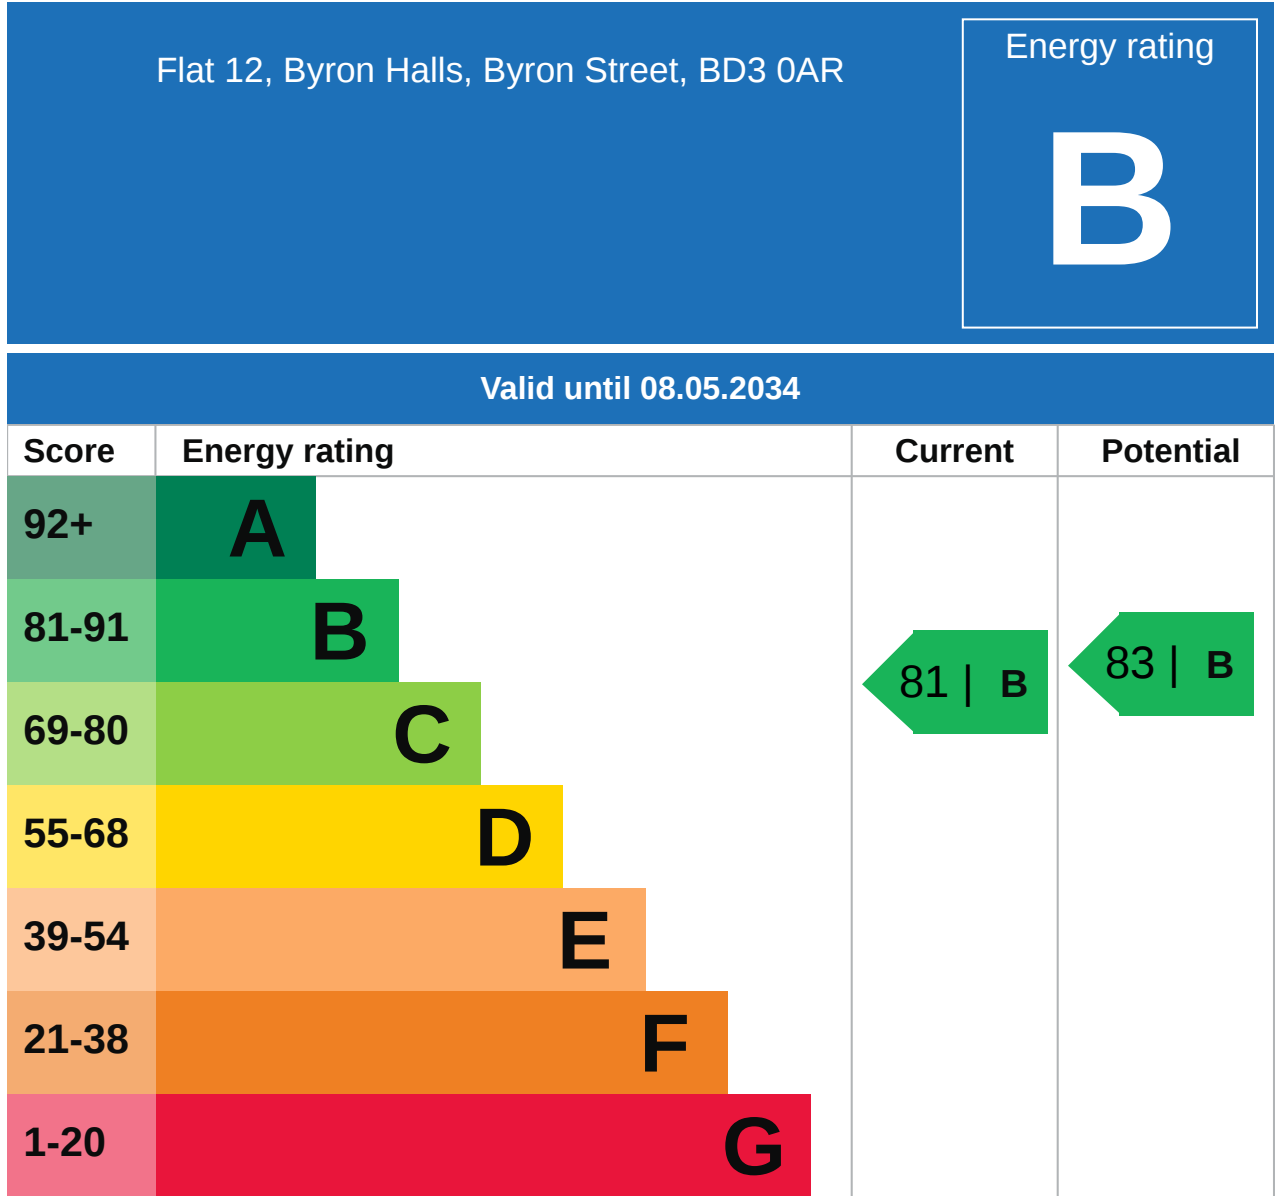 Flat 12, Byron Halls, Byron Street, BD3 0AR
Energy rating
B
Valid until 08.05.2034
Score Energy rating Current Potential
92+ A
81-91 B
81 | B
83 | B
69-80 C
55-68 D
39-54 E
21-38 F
1-20 G